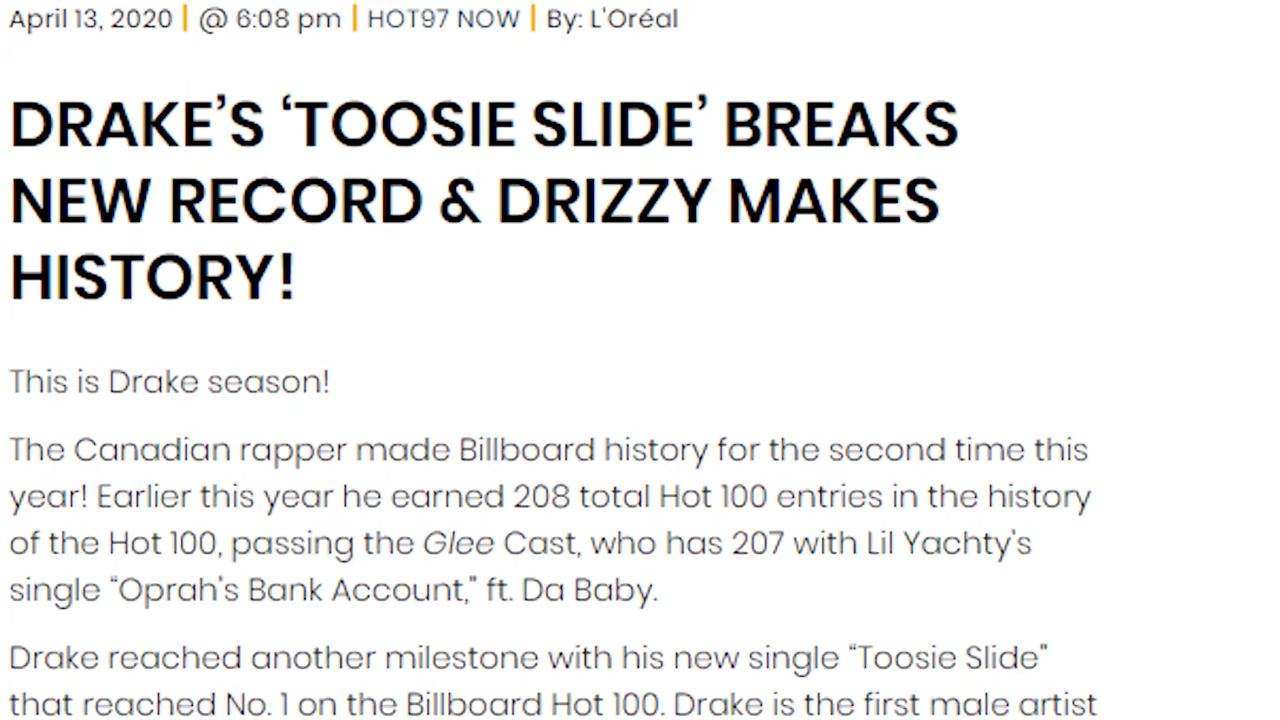 April 13, 2020 | @ 6:08 pm | HOT97 NOW | By: L'Oréal
DRAKE’S ‘TOOSIE SLIDE’ BREAKS
NEW RECORD & DRIZZY MAKES
HISTORY!
This is Drake season!
The Canadian rapper made Billboard history for the second time this
year! Earlier this year he earned 208 total Hot 100 entries in the history
of the Hot 100, passing the Glee Cast, who has 207 with Lil Yachty's
single “Oprah's Bank Account,” ft. Da Baby.
Drake reached another milestone with his new single “Toosie Slide”
that reached No. 1 on the Billboard Hot 100. Drake is the first male artist